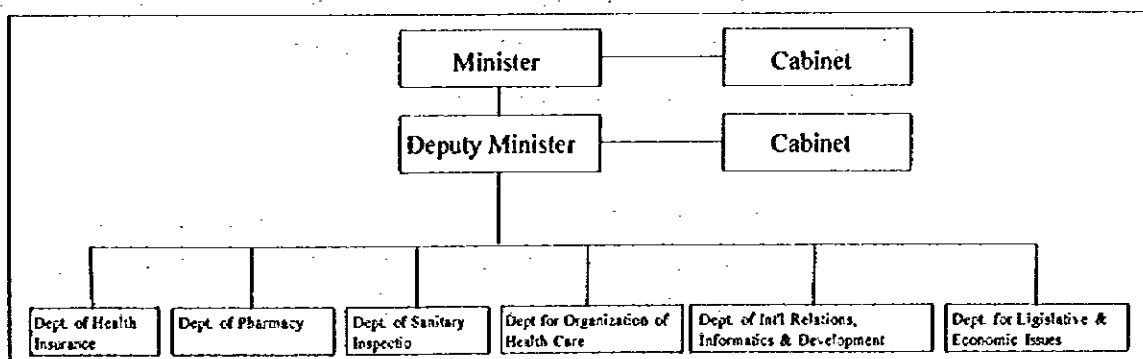 Minister
Cabinet
Deputy Minister
Cabinet
Dept. of Health
Insurance
Dept. of Pharmacy
Dept. of Sanitary
Inspectio
Dept for Organization of
Health Care
Dept. of Int'l Relations,
Informatics & Development
Dept. for Ligislative &
Economic Issues